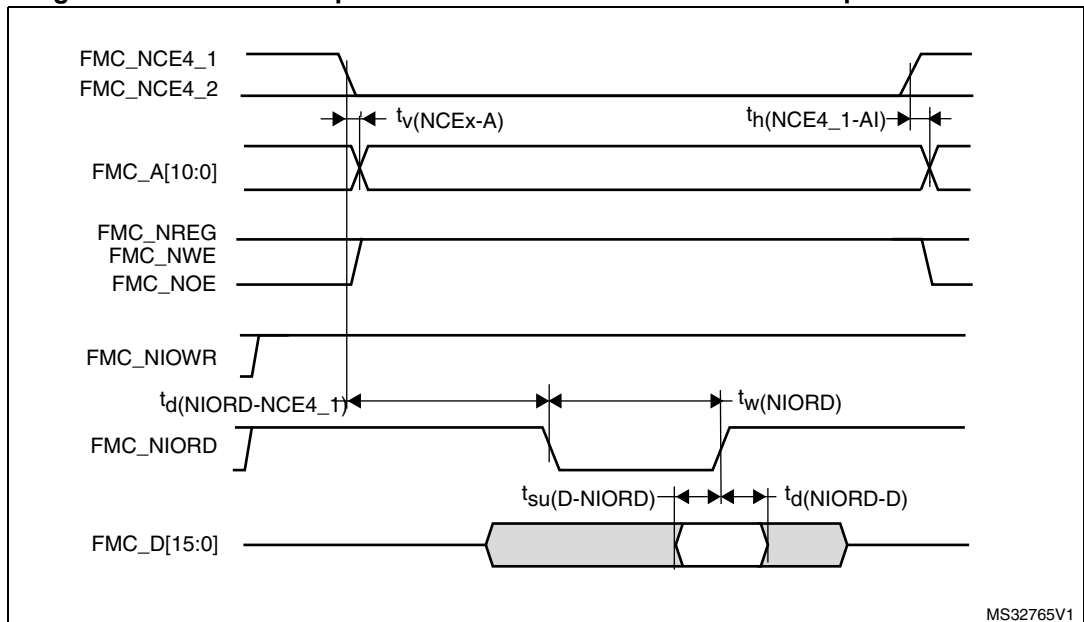 FMC_NCE4_1
FMC_NCE4_2
tv(NCEx-A)
th(NCE4_1-AI)
FMC_A[10:0]
FMC_NREG
FMC_NWE
FMC_NOE
FMC_NIOWR
td(NIORD-NCE4_1)
tw(NIORD)
FMC_NIORD
tsu(D-NIORD)
td(NIORD-D)
FMC_D[15:0]
MS32765V1